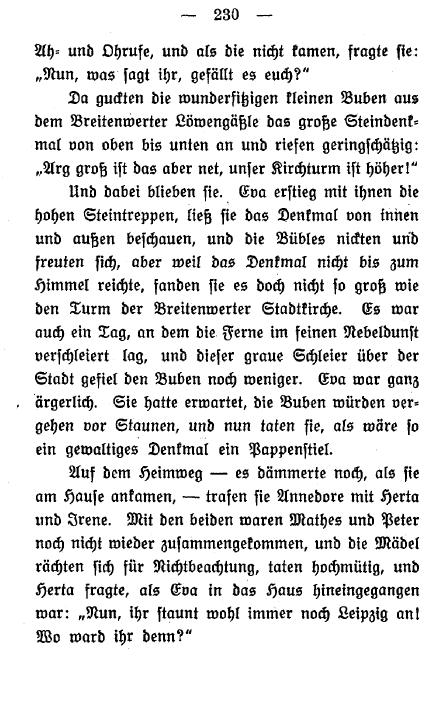 — 230 —
Ah- und Ohrufe, und als die nicht kamen, fragte sie:
„Nun, was sagt ihr, gefällt es euch?“
Da guckten die wunderfitzigen kleinen Buben aus
dem Breitenwerter Löwengäßle das große Steindenk-
mal von oben bis unten an und riefen geringschätzig:
„Arg groß ist das aber net, unser Kirchturm ist höher!“
Und dabei blieben sie. Eva erstieg mit ihnen die
hohen Steintreppen, ließ sie das Denkmal von innen
und außen beschauen, und die Bübles nickten und
freuten sich, aber weil das Denkmal nicht bis zum
Himmel reichte, fanden sie es doch nicht so groß wie
den Turm der Breitenwerter Stadtkirche. Es war
auch ein Tag, an dem die Ferne im feinen Nebeldunst
verschleiert lag, und dieser graue Schleier über der
Stadt gefiel den Buben noch weniger. Eva war ganz
ärgerlich. Sie hatte erwartet, die Buben würden ver-
gehen vor Staunen, und nun taten sie, als wäre so
ein gewaltiges Denkmal ein Pappenstiel.
Auf dem Heimweg — es dämmerte noch, als sie
am Hause ankamen, — trafen sie Annedore mit Herta
und Irene. Mit den beiden waren Mathes und Peter
noch nicht wieder zusammengekommen, und die Mädel
rächten sich für Nichtbeachtung, taten hochmütig, und
Herta fragte, als Eva in das Haus hineingegangen
war: „Nun, ihr staunt wohl immer noch Leipzig an!
Wo ward ihr denn?“